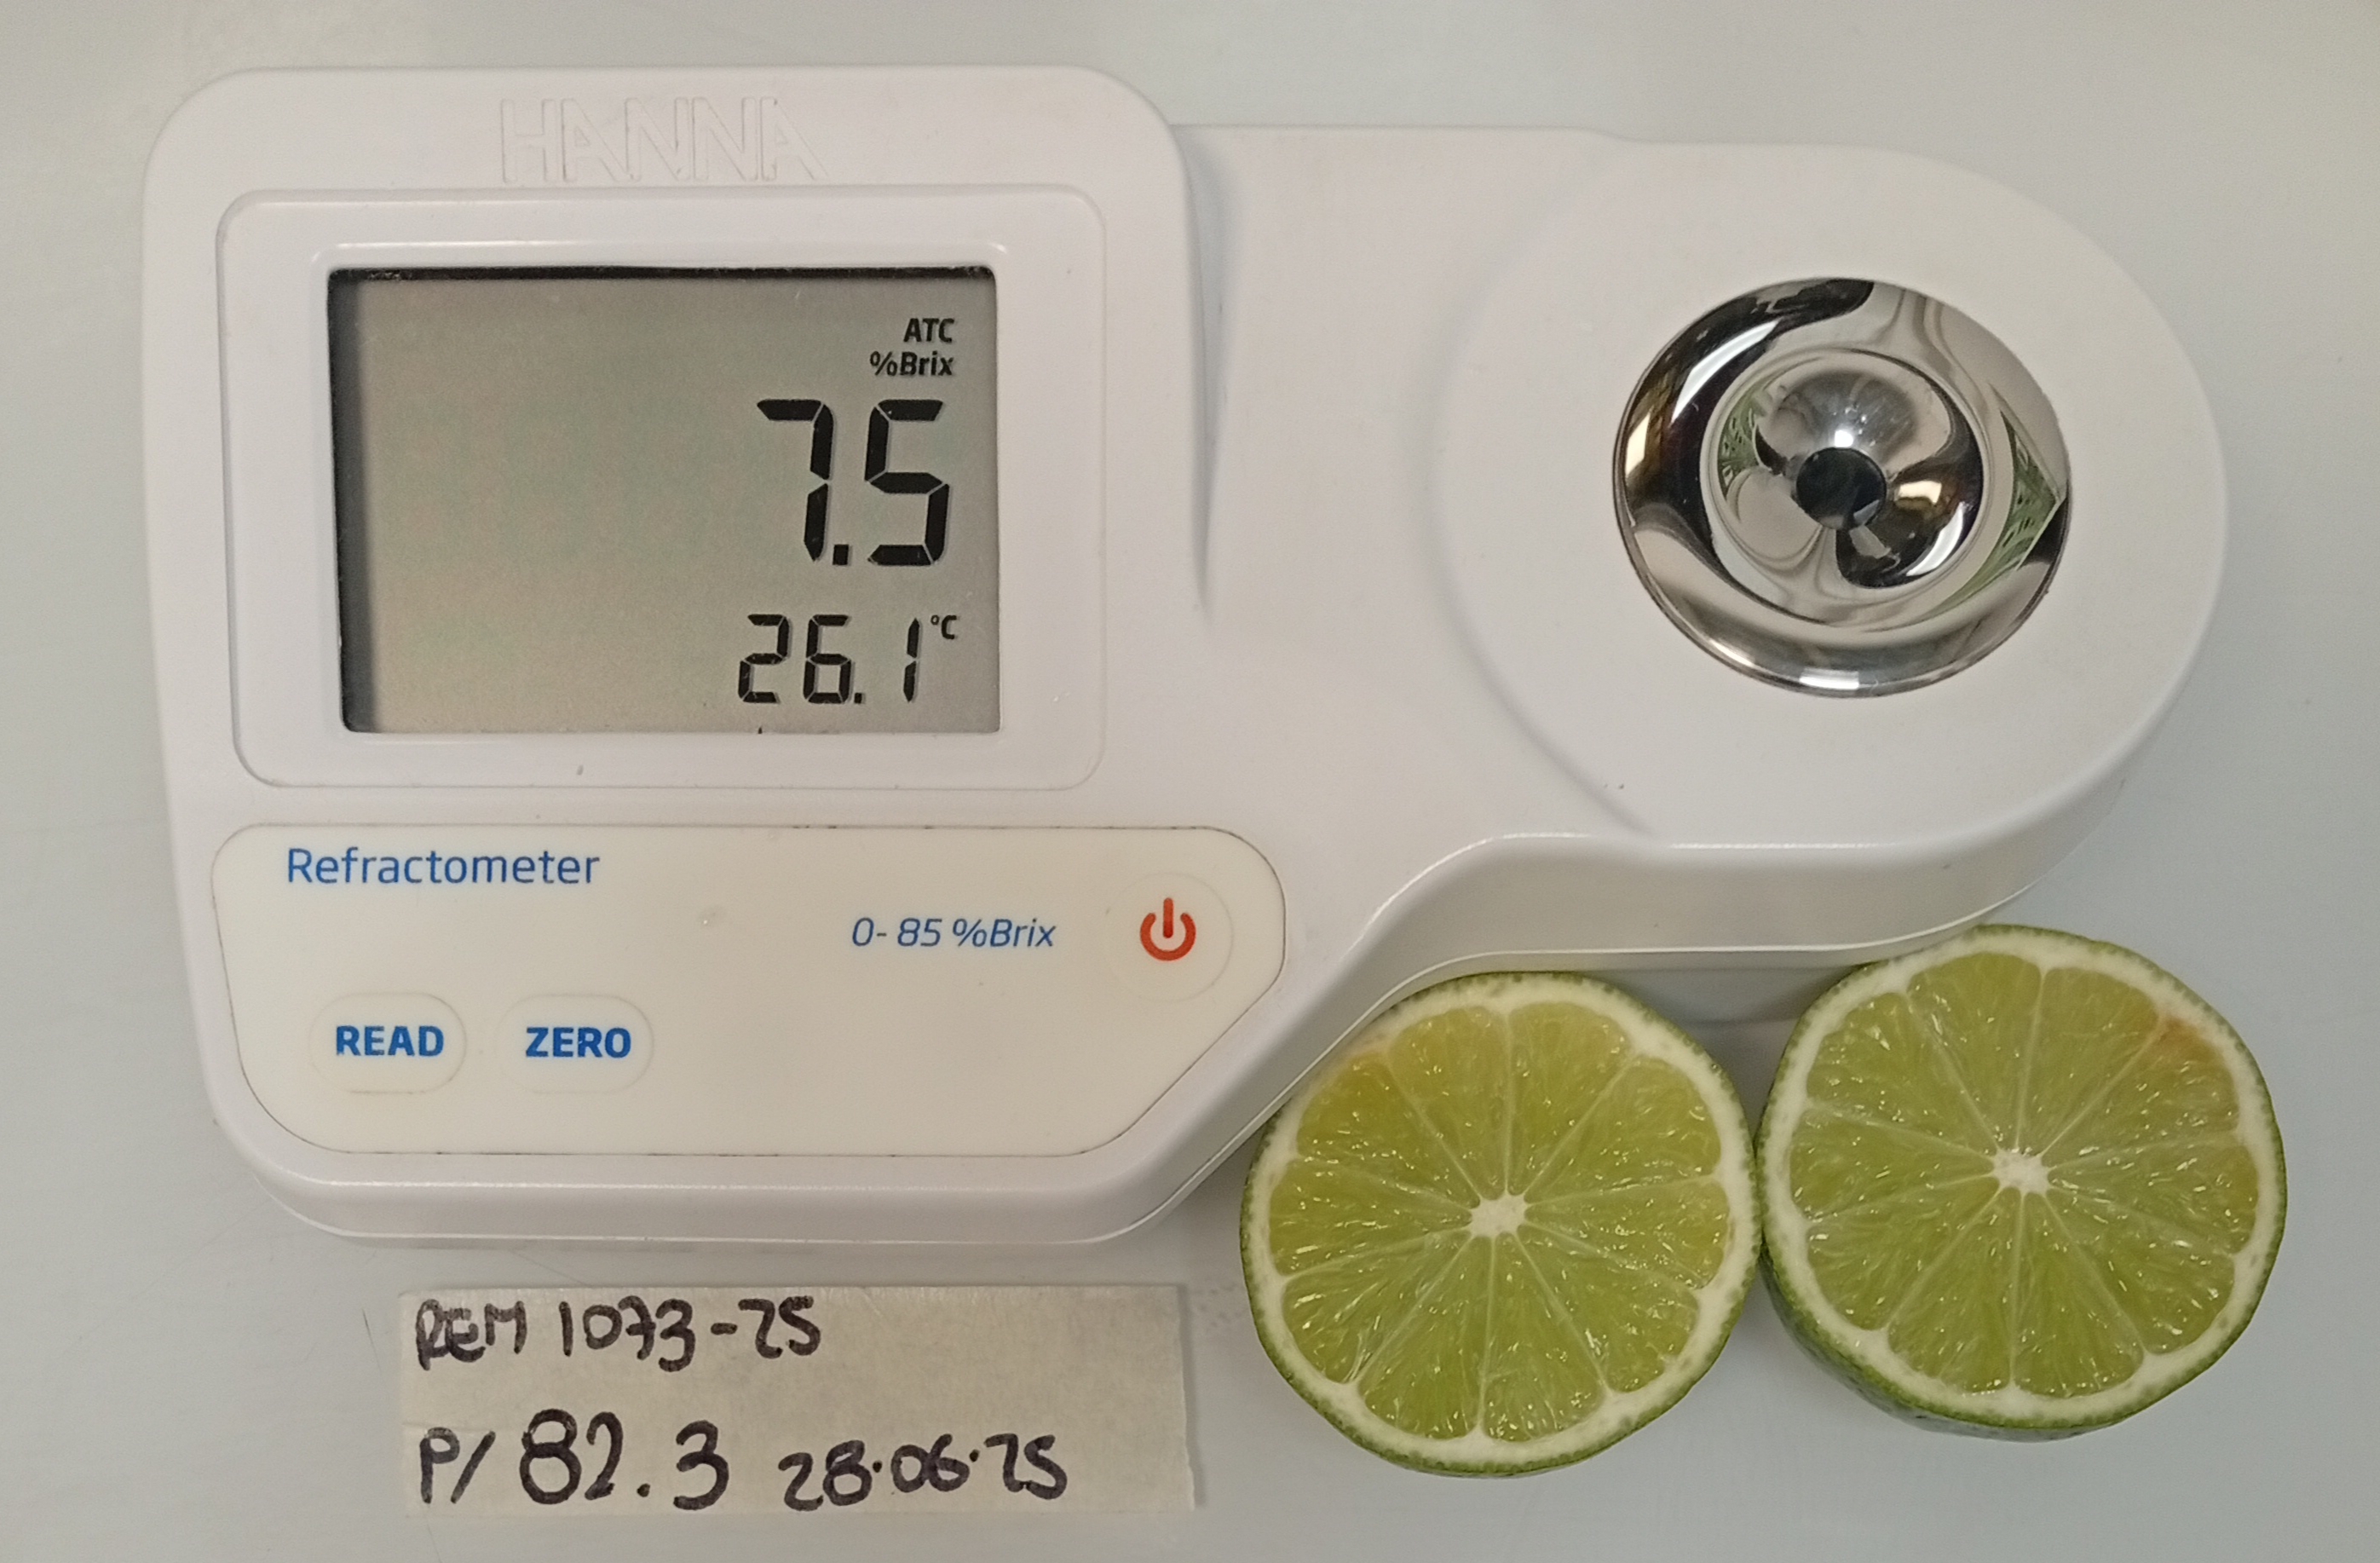 HANNA
ATC
%Brix
7.5
26.1 °C
Refractometer
0-85 %Brix
READ ZERO
REM 1073-25
P/ 82.3 28.06.25